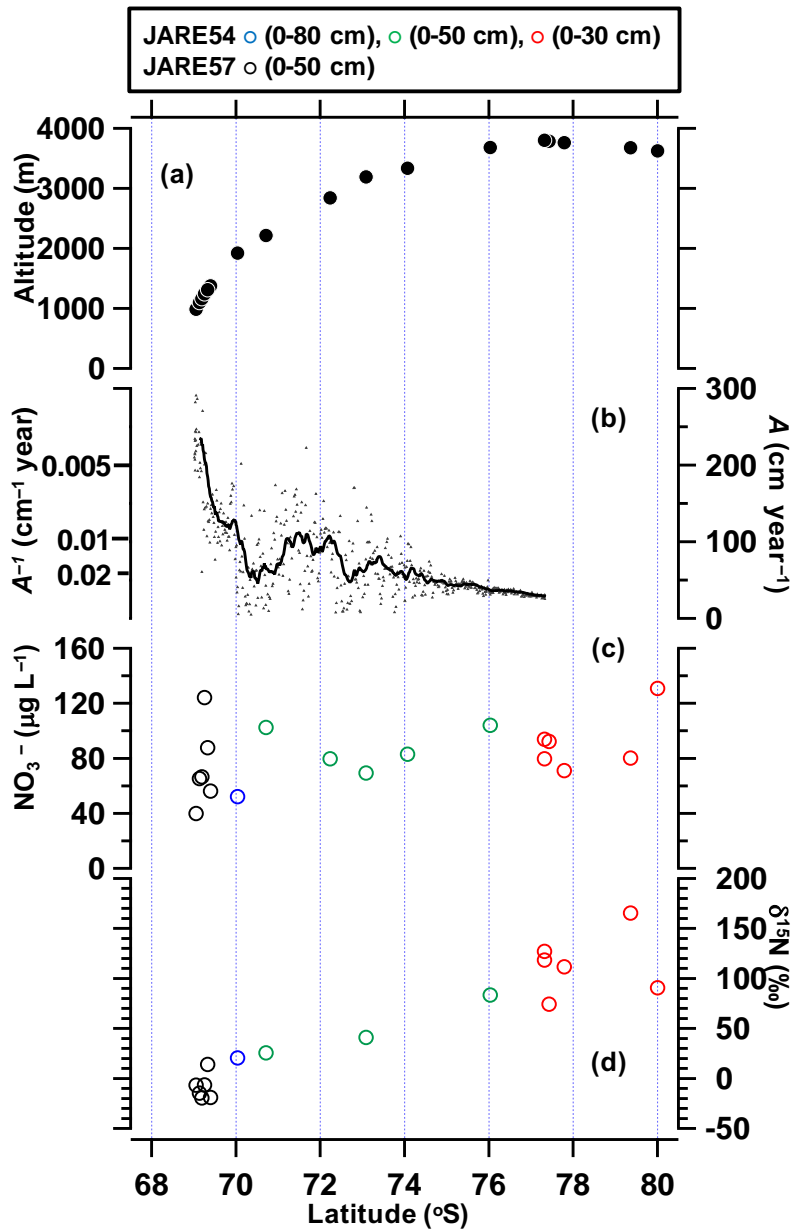 JARE54 ○ (0-80 cm), ○ (0-50 cm), ○ (0-30 cm)
JARE57 ○ (0-50 cm)
(a)
Altitude (m)
4000
3000
2000
1000
0
(b)
A⁻¹ (cm⁻¹ year)
0.005
0.01
0.02
A (cm year⁻¹)
300
200
100
0
(c)
NO₃⁻ (μg L⁻¹)
160
120
80
40
0
(d)
δ¹⁵N (‰)
200
150
100
50
0
-50
68 70 72 74 76 78 80
Latitude (ºS)